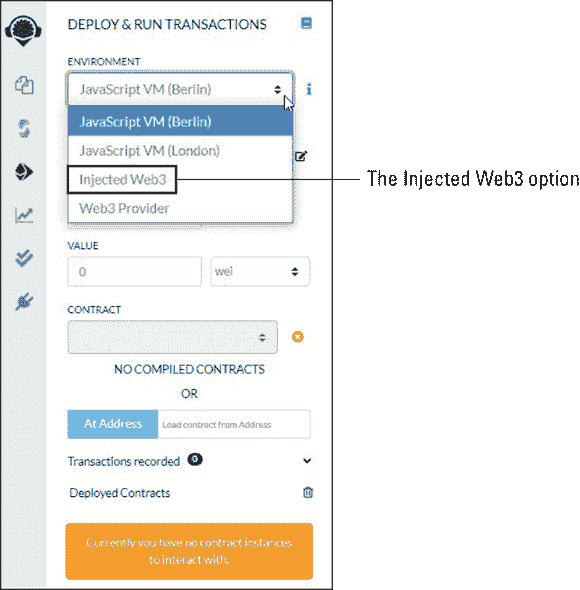 DEPLOY & RUN TRANSACTIONS
ENVIRONMENT
JavaScript VM (Berlin)
i
JavaScript VM (Berlin)
JavaScript VM (London)
Injected Web3
The Injected Web3 option
Web3 Provider
VALUE
0
wei
CONTRACT
NO COMPILED CONTRACTS
OR
At Address
Load contract from Address
Transactions recorded 0
Deployed Contracts
Currently you have no contract instances
to interact with.